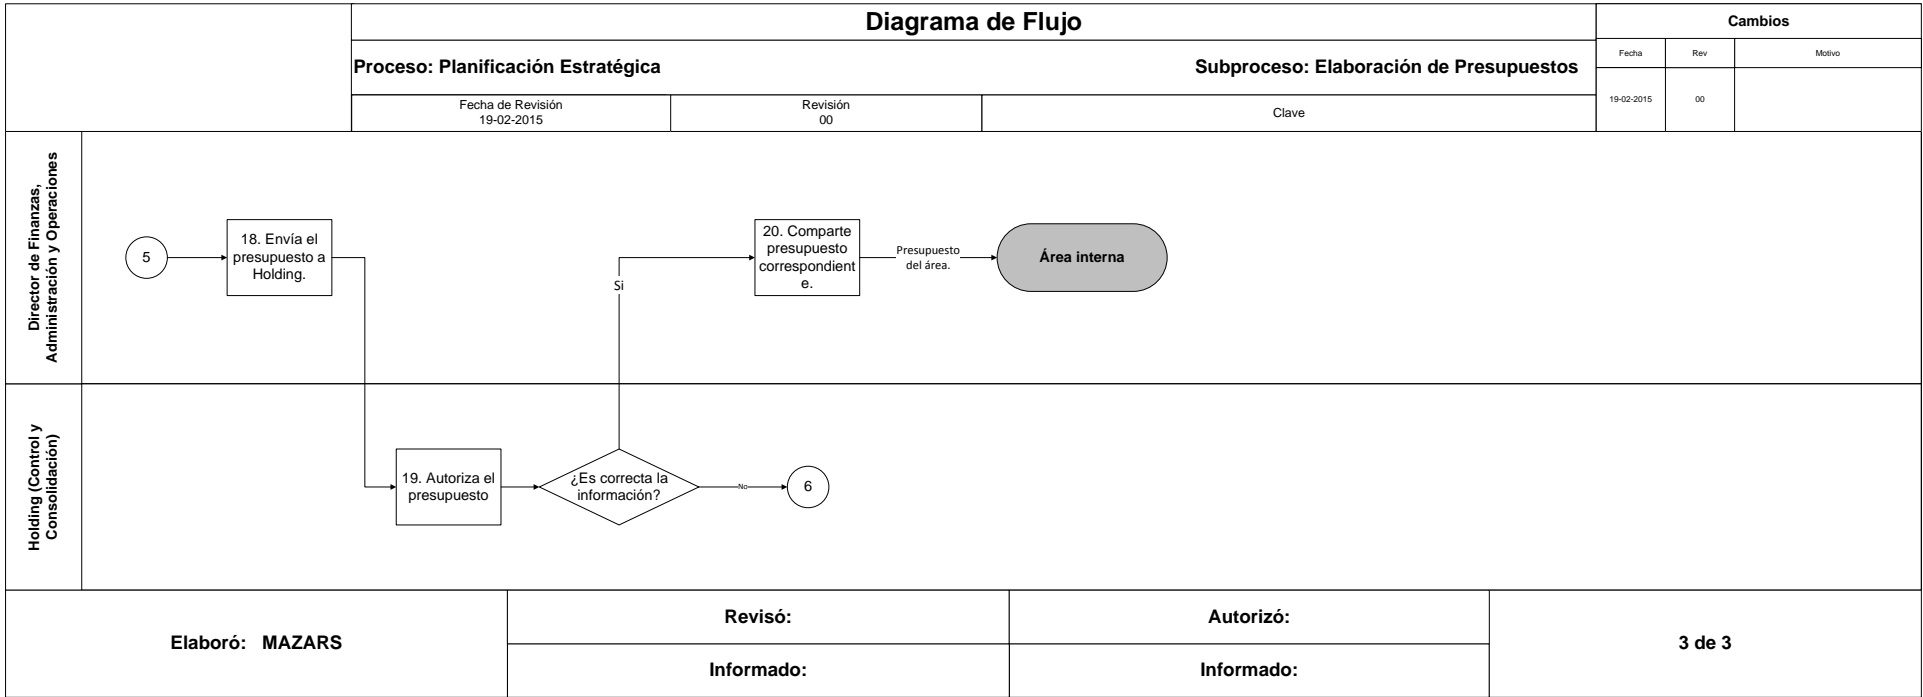 Diagrama de Flujo
Cambios
Proceso: Planificación Estratégica
Subproceso: Elaboración de Presupuestos
Fecha
Rev
Motivo
Fecha de Revisión
19-02-2015
Revisión
00
Clave
19-02-2015
00
Director de Finanzas,
Administración y Operaciones
5
18. Envía el
presupuesto a
Holding.
Si
20. Comparte
presupuesto
correspondient
e.
Presupuesto
del área.
Área interna
Holding (Control y
Consolidación)
19. Autoriza el
presupuesto
¿Es correcta la
información?
No
6
Elaboró: MAZARS
Revisó:
Autorizó:
3 de 3
Informado:
Informado: